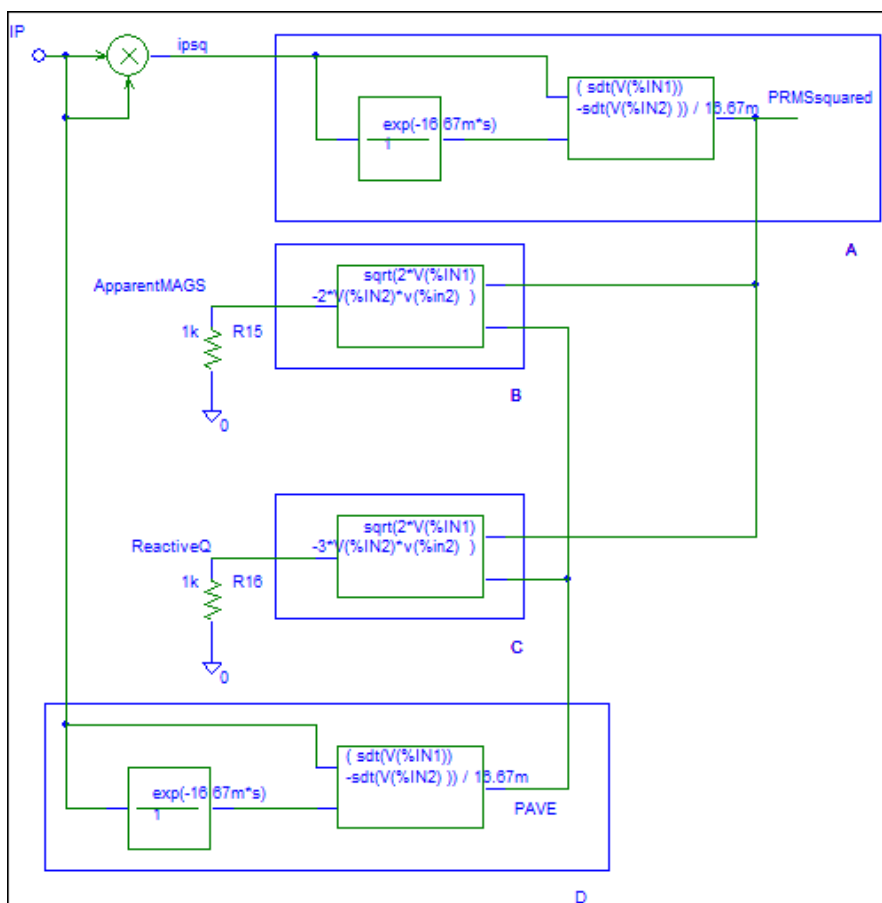 IP
ipsq
( sdt(V(%IN1))
-sdt(V(%IN2) )) / 16.67m
PRMSsquared
exp(-16.67m*s)
1
A
sqrt(2*V(%IN1)
-2*V(%IN2)*v(%in2) )
ApparentMAGS
1k R15
B
0
sqrt(2*V(%IN1)
-3*V(%IN2)*v(%in2) )
ReactiveQ
1k R16
C
0
( sdt(V(%IN1))
-sdt(V(%IN2) )) / 16.67m
exp(-16.67m*s)
1
PAVE
D